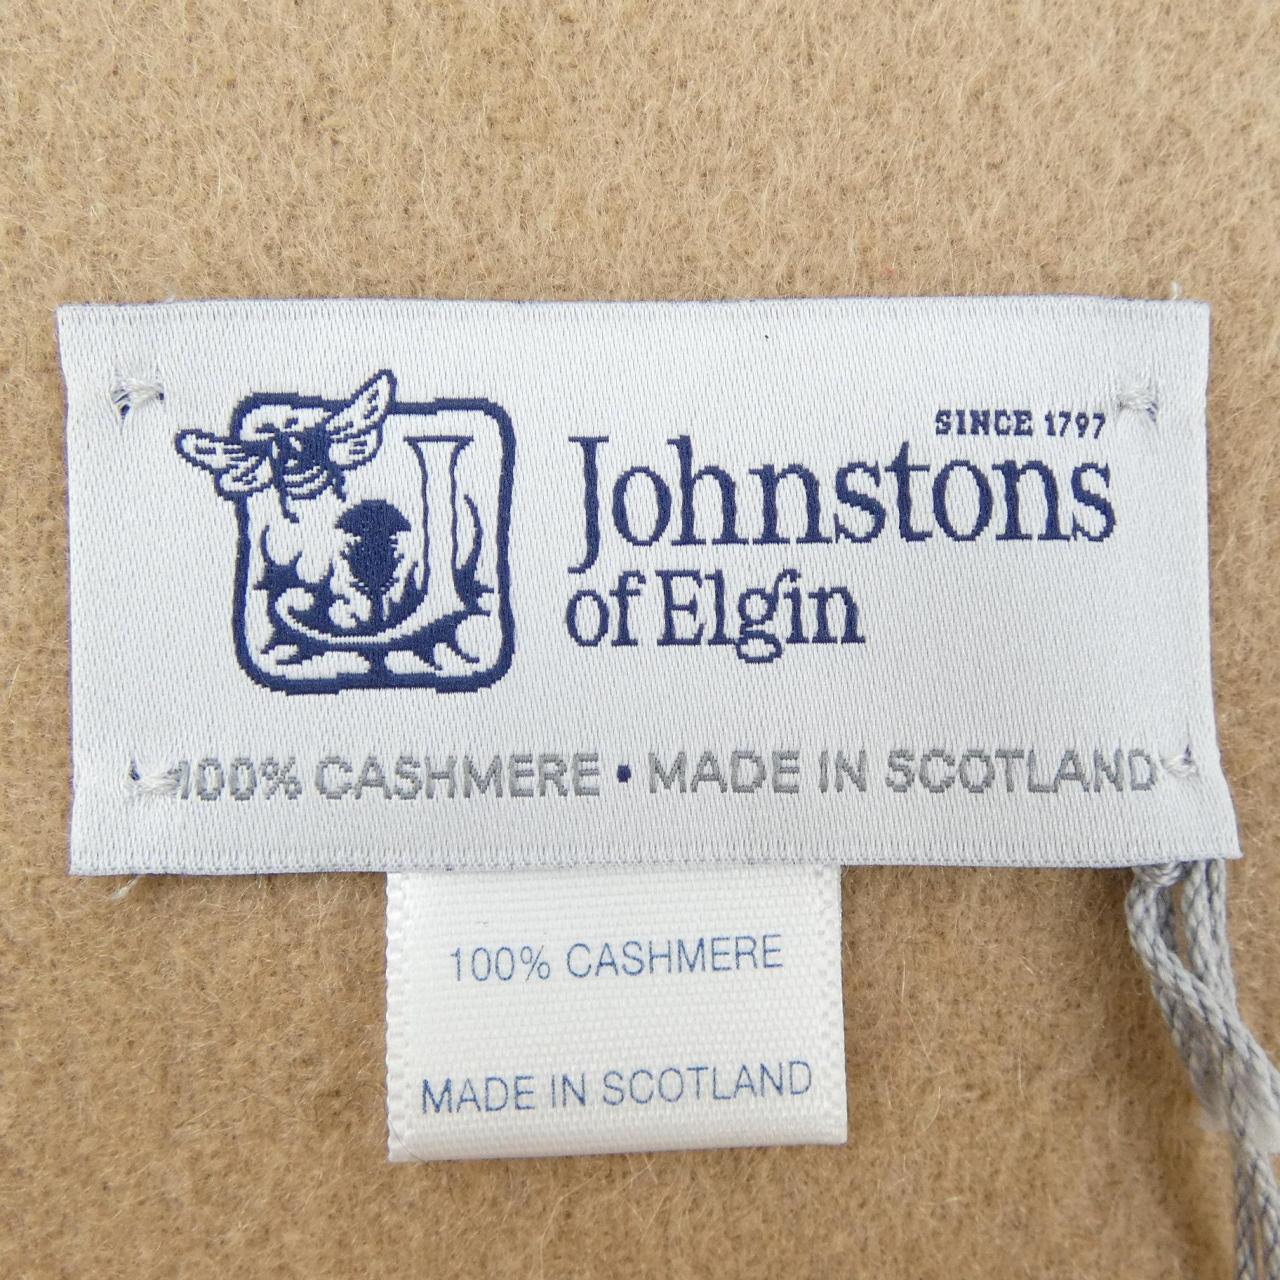 SINCE 1797
Johnstons
of Elgin
100% CASHMERE • MADE IN SCOTLAND
100% CASHMERE
MADE IN SCOTLAND